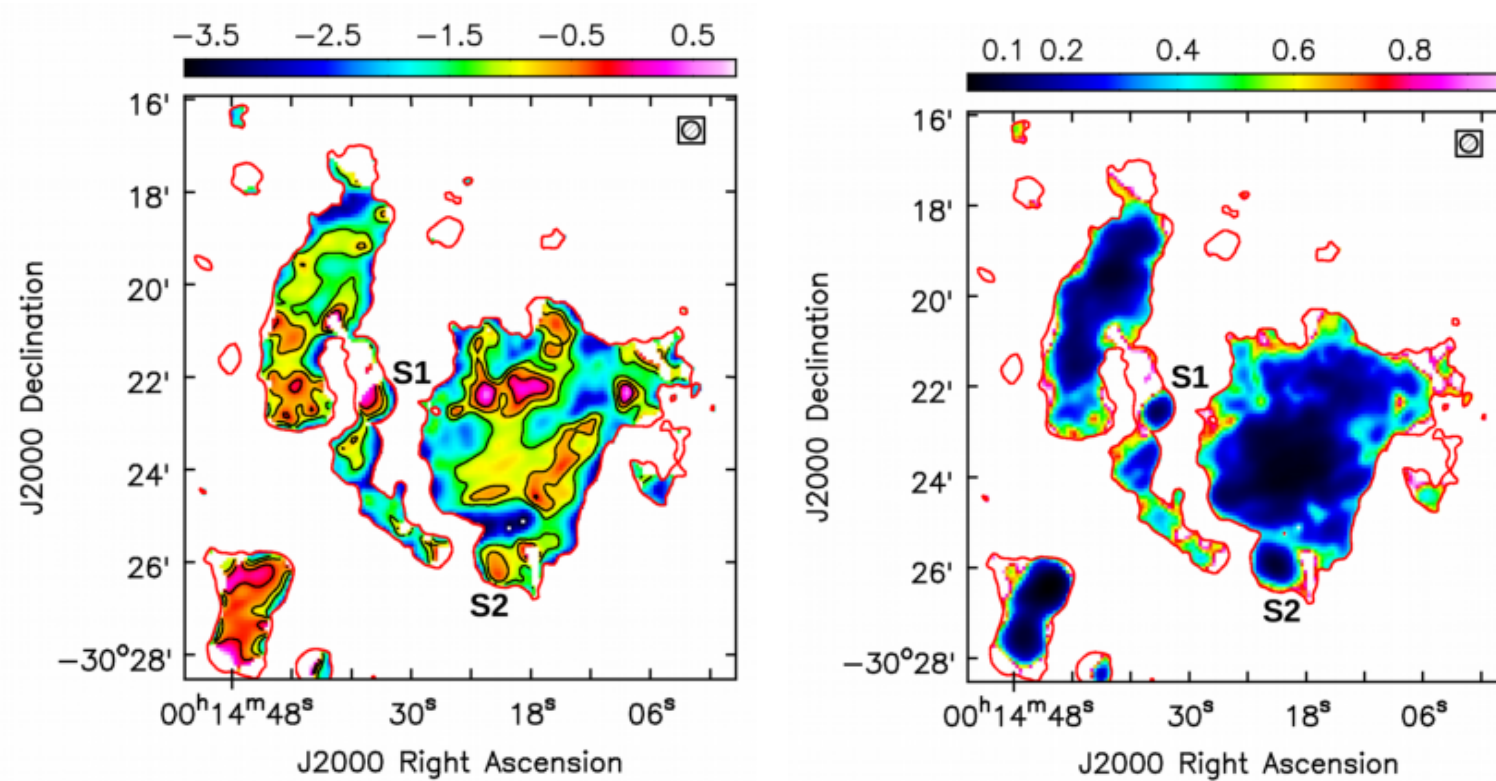 −3.5 −2.5 −1.5 −0.5 0.5
16'
18'
20'
22'
24'
26'
−30°28'
J2000 Declination
S1
S2
00ʰ14ᵐ48ˢ 30ˢ 18ˢ 06ˢ
J2000 Right Ascension
0.1 0.2 0.4 0.6 0.8
16'
18'
20'
22'
24'
26'
−30°28'
J2000 Declination
S1
S2
00ʰ14ᵐ48ˢ 30ˢ 18ˢ 06ˢ
J2000 Right Ascension